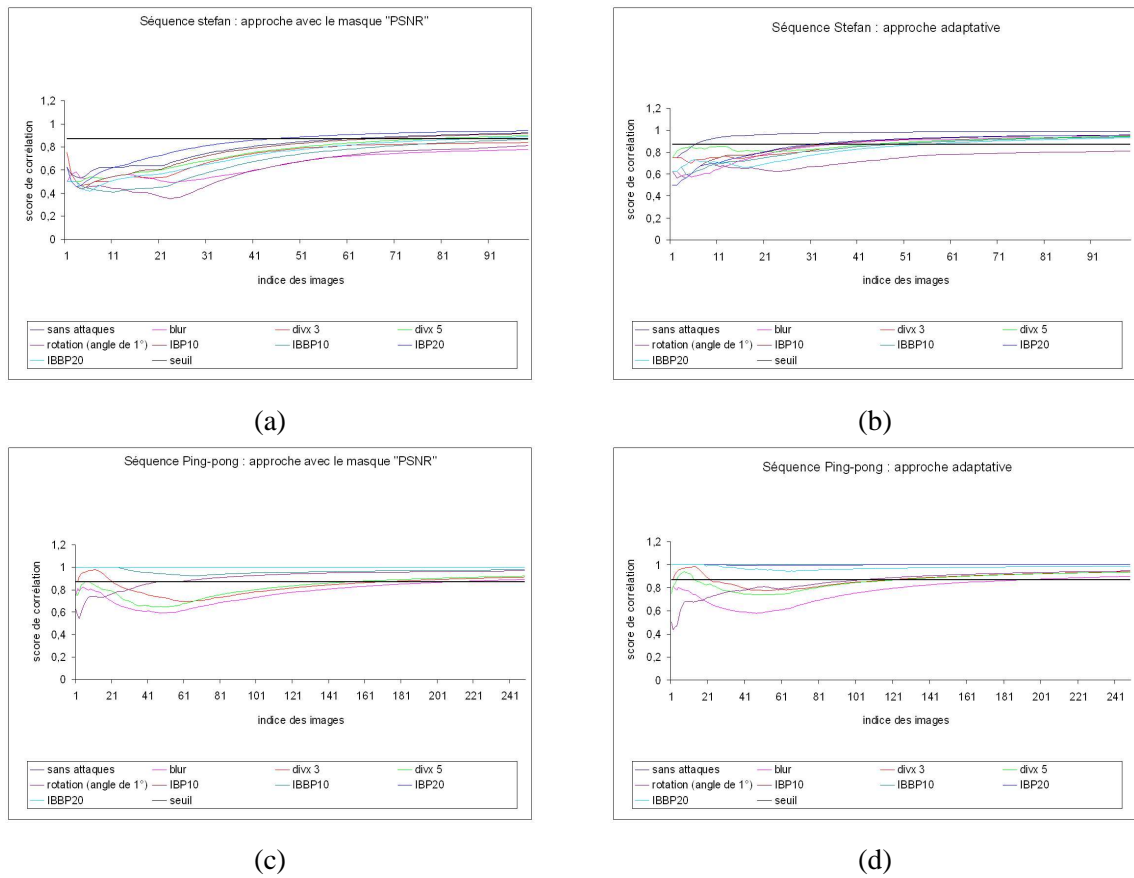 Séquence stefan : approche avec le masque "PSNR"
score de corrélation
1,2
1
0,8
0,6
0,4
0,2
0
1 11 21 31 41 51 61 71 81 91
indice des images
sans attaques blur divx 3 divx 5
rotation (angle de 1°) IBP10 IBBP10 IBP20
IBBP20 seuil
(a)
Séquence Stefan : approche adaptative
score de corrélation
1,2
1
0,8
0,6
0,4
0,2
0
1 11 21 31 41 51 61 71 81 91
indice des images
sans attaques blur divx 3 divx 5
rotation (angle de 1°) IBP10 IBBP10 IBP20
IBBP20 seuil
(b)
Séquence Ping-pong : approche avec le masque "PSNR"
score de corrélation
1,2
1
0,8
0,6
0,4
0,2
0
1 21 41 61 81 101 121 141 161 181 201 221 241
indice des images
sans attaques blur divx 3 divx 5
rotation (angle de 1°) IBP10 IBBP10 IBP20
IBBP20 seuil
(c)
Séquence Ping-pong : approche adaptative
score de corrélation
1,2
1
0,8
0,6
0,4
0,2
0
1 21 41 61 81 101 121 141 161 181 201 221 241
indice des images
sans attaques blur divx 3 divx 5
rotation (angle de 1°) IBP10 IBBP10 IBP20
IBBP20 seuil
(d)